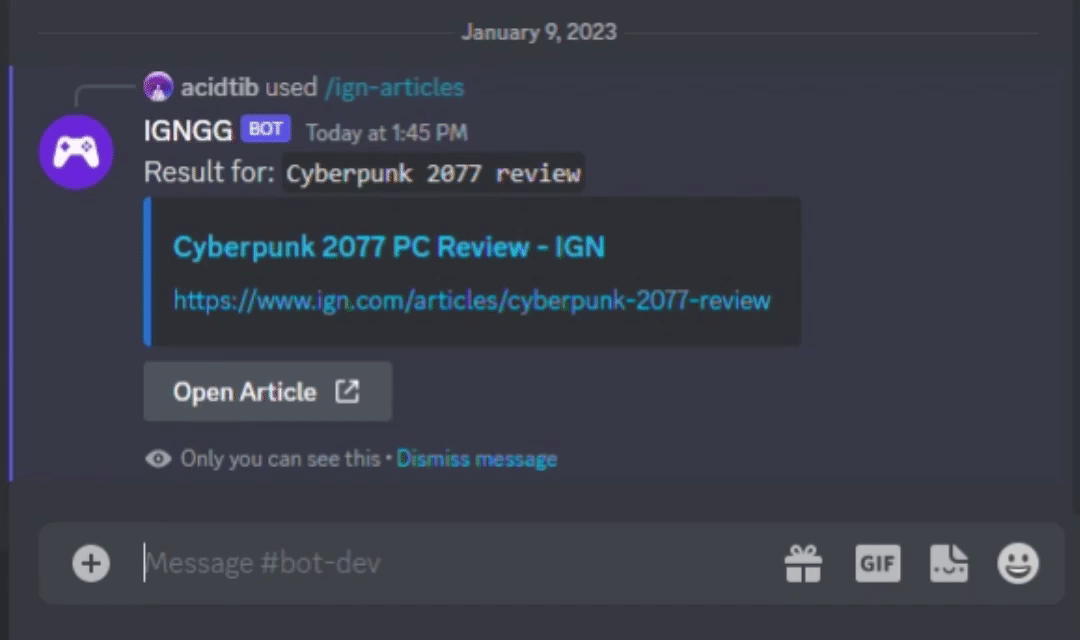 January 9, 2023
acidtib used /ign-articles
IGNGG BOT Today at 1:45 PM
Result for: Cyberpunk 2077 review
Cyberpunk 2077 PC Review - IGN
https://www.ign.com/articles/cyberpunk-2077-review
Open Article
Only you can see this • Dismiss message
Message #bot-dev
GIF